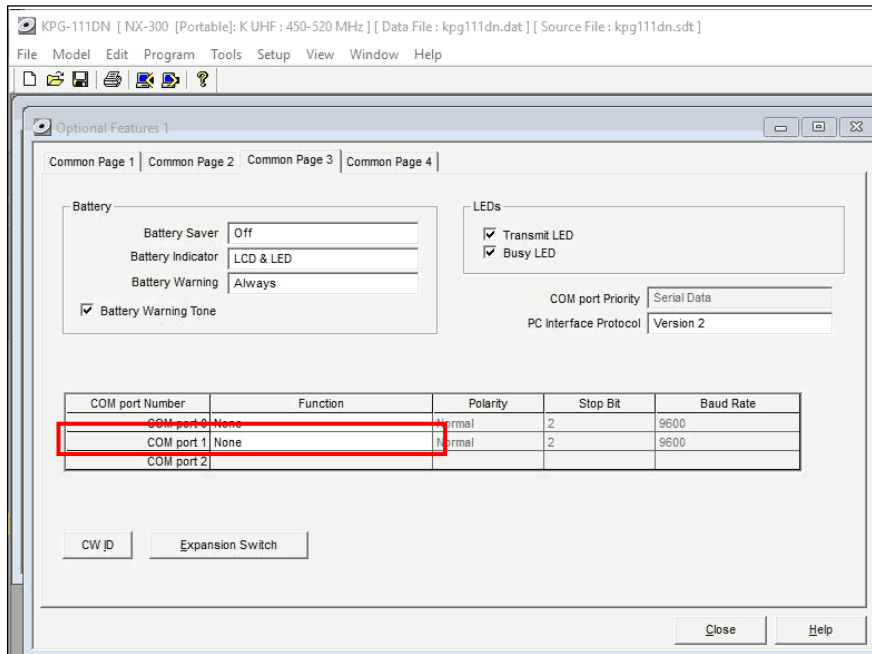 KPG-111DN [ NX-300 [Portable]: K UHF : 450-520 MHz ] [ Data File : kpg111dn.dat ] [ Source File : kpg111dn.sdt ]
File Model Edit Program Tools Setup View Window Help
Optional Features 1
Common Page 1 Common Page 2 Common Page 3 Common Page 4
Battery
Battery Saver Off
Battery Indicator LCD & LED
Battery Warning Always
Battery Warning Tone
LEDs
Transmit LED
Busy LED
COM port Priority Serial Data
PC Interface Protocol Version 2
COM port Number Function Polarity Stop Bit Baud Rate
COM port 0 None Normal 2 9600
COM port 1 None Normal 2 9600
COM port 2
CW ID Expansion Switch
Close Help